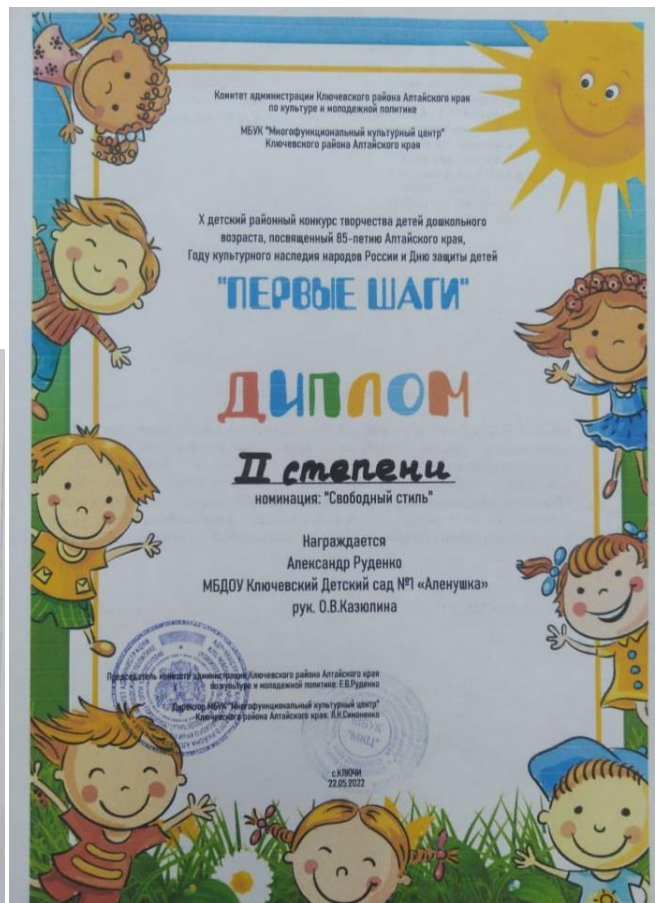 Комитет администрации Ключевского района Алтайского края
по культуре и молодежной политике
МБУК "Многофункциональный культурный центр"
Ключевского района Алтайского края
X детский районный конкурс творчества детей дошкольного
возраста, посвященный 85-летию Алтайского края,
Году культурного наследия народов России и Дню защиты детей
"ПЕРВЫЕ ШАГИ"
ДИПЛОМ
II степени
номинация: "Свободный стиль"
Награждается
Александр Руденко
МБДОУ Ключевский Детский сад №1 «Аленушка»
рук. О.В.Казюлина
Председатель комитета администрации Ключевского района Алтайского края
по культуре и молодежной политике: Е.В.Руденко
Директор МБУК "Многофункциональный культурный центр"
Ключевского района Алтайского края: Л.Н.Симоненко
МБУК
"МКЦ"
с.КЛЮЧИ
22.05.2022